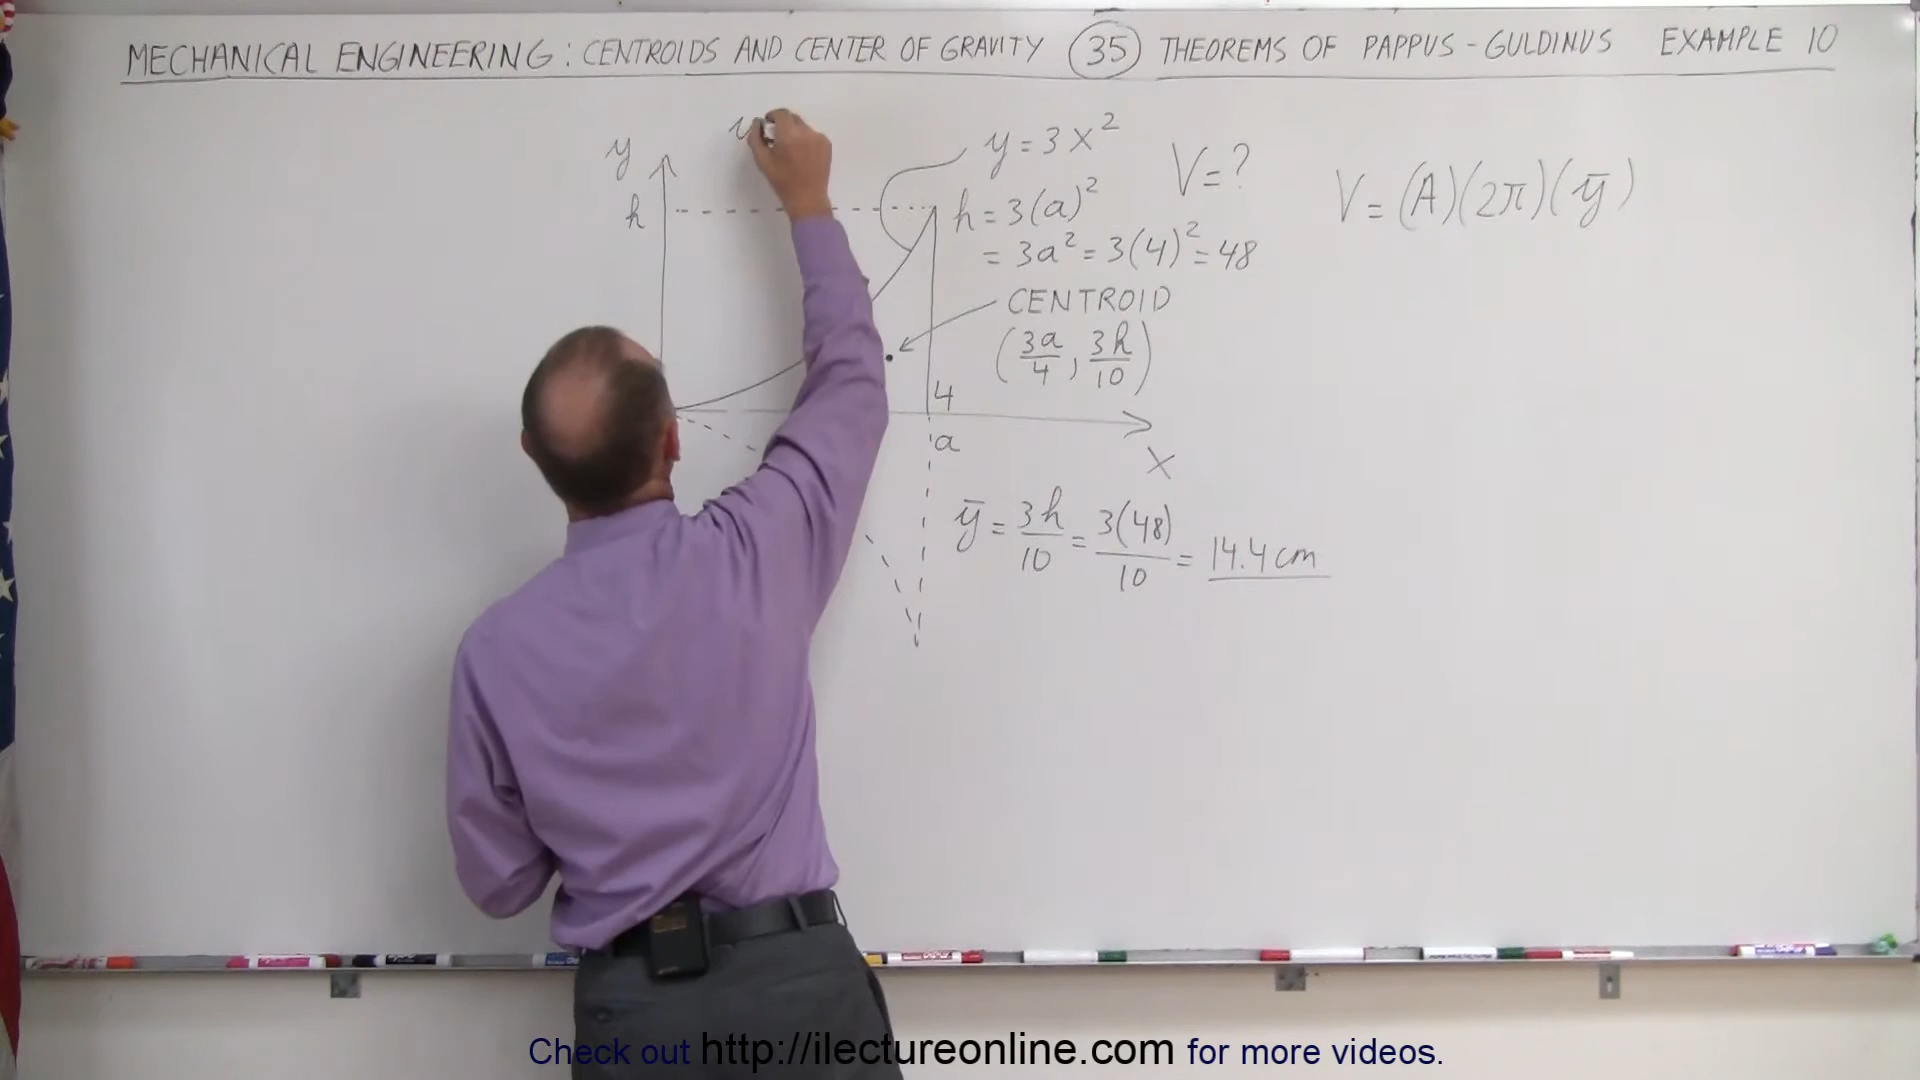 MECHANICAL ENGINEERING: CENTROIDS AND CENTER OF GRAVITY (35) THEOREMS OF PAPPUS - GULDINUS EXAMPLE 10
y
h
y = 3x²
h = 3(a)²
= 3a² = 3(4)² = 48
V = ?
V = (A)(2π)(ȳ)
CENTROID
(3a/4, 3h/10)
4
a
X
ȳ = 3h/10 = 3(48)/10 = 14.4 cm
Check out http://ilectureonline.com for more videos.